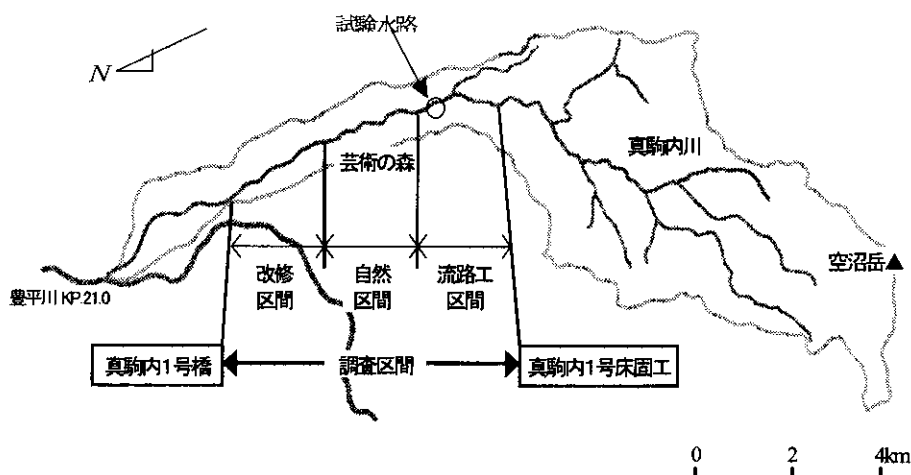 試験水路
N
真駒内川
芸術の森
空沼岳
改修
区間
自然
区間
流路工
区間
豊平川 KP.21.0
真駒内1号橋
調査区間
真駒内1号床固工
0 2 4km